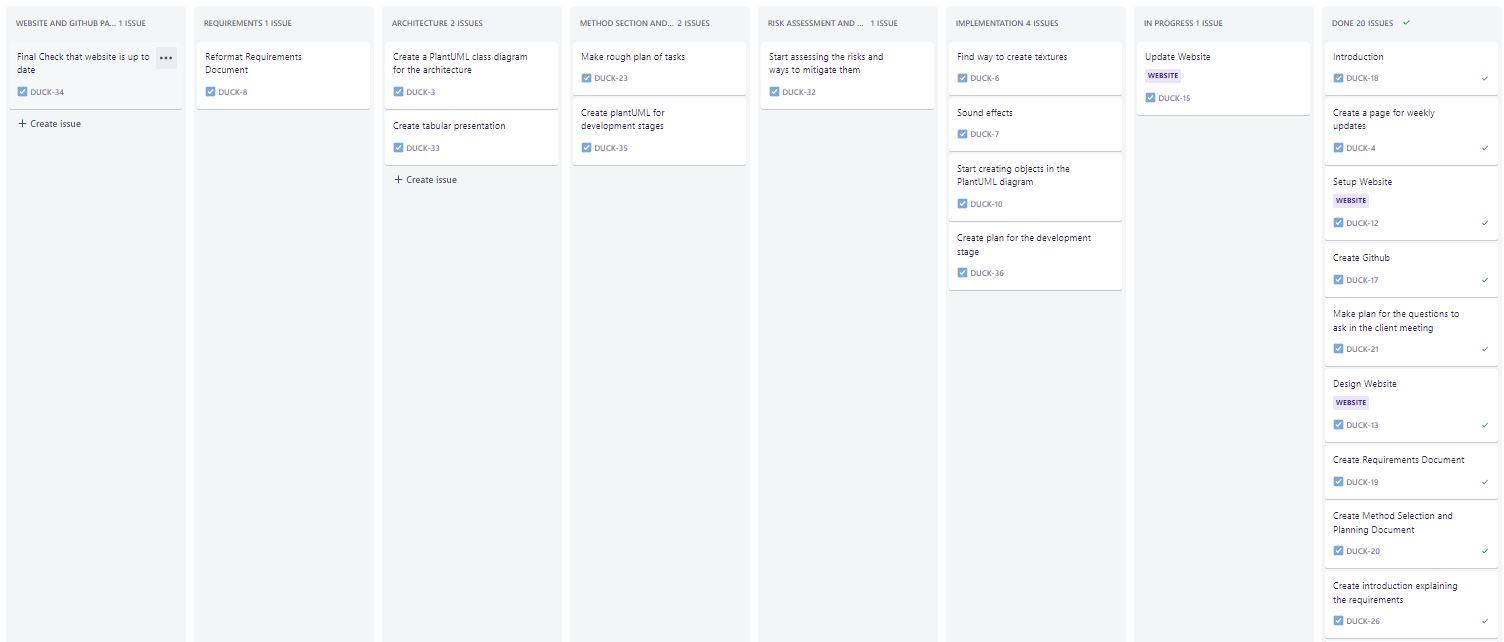 WEBSITE AND GITHUB PA... 1 ISSUE
Final Check that website is up to
date
DUCK-34
+ Create issue
REQUIREMENTS 1 ISSUE
Reformat Requirements
Document
DUCK-8
ARCHITECTURE 2 ISSUES
Create a PlantUML class diagram
for the architecture
DUCK-3
Create tabular presentation
DUCK-33
+ Create issue
METHOD SECTION AND... 2 ISSUES
Make rough plan of tasks
DUCK-23
Create plantUML for
development stages
DUCK-35
RISK ASSESSMENT AND ... 1 ISSUE
Start assessing the risks and
ways to mitigate them
DUCK-32
IMPLEMENTATION 4 ISSUES
Find way to create textures
DUCK-6
Sound effects
DUCK-7
Start creating objects in the
PlantUML diagram
DUCK-10
Create plan for the development
stage
DUCK-36
IN PROGRESS 1 ISSUE
Update Website
WEBSITE
DUCK-15
DONE 20 ISSUES
Introduction
DUCK-18
Create a page for weekly
updates
DUCK-4
Setup Website
WEBSITE
DUCK-12
Create Github
DUCK-17
Make plan for the questions to
ask in the client meeting
DUCK-21
Design Website
WEBSITE
DUCK-13
Create Requirements Document
DUCK-19
Create Method Selection and
Planning Document
DUCK-20
Create introduction explaining
the requirements
DUCK-26